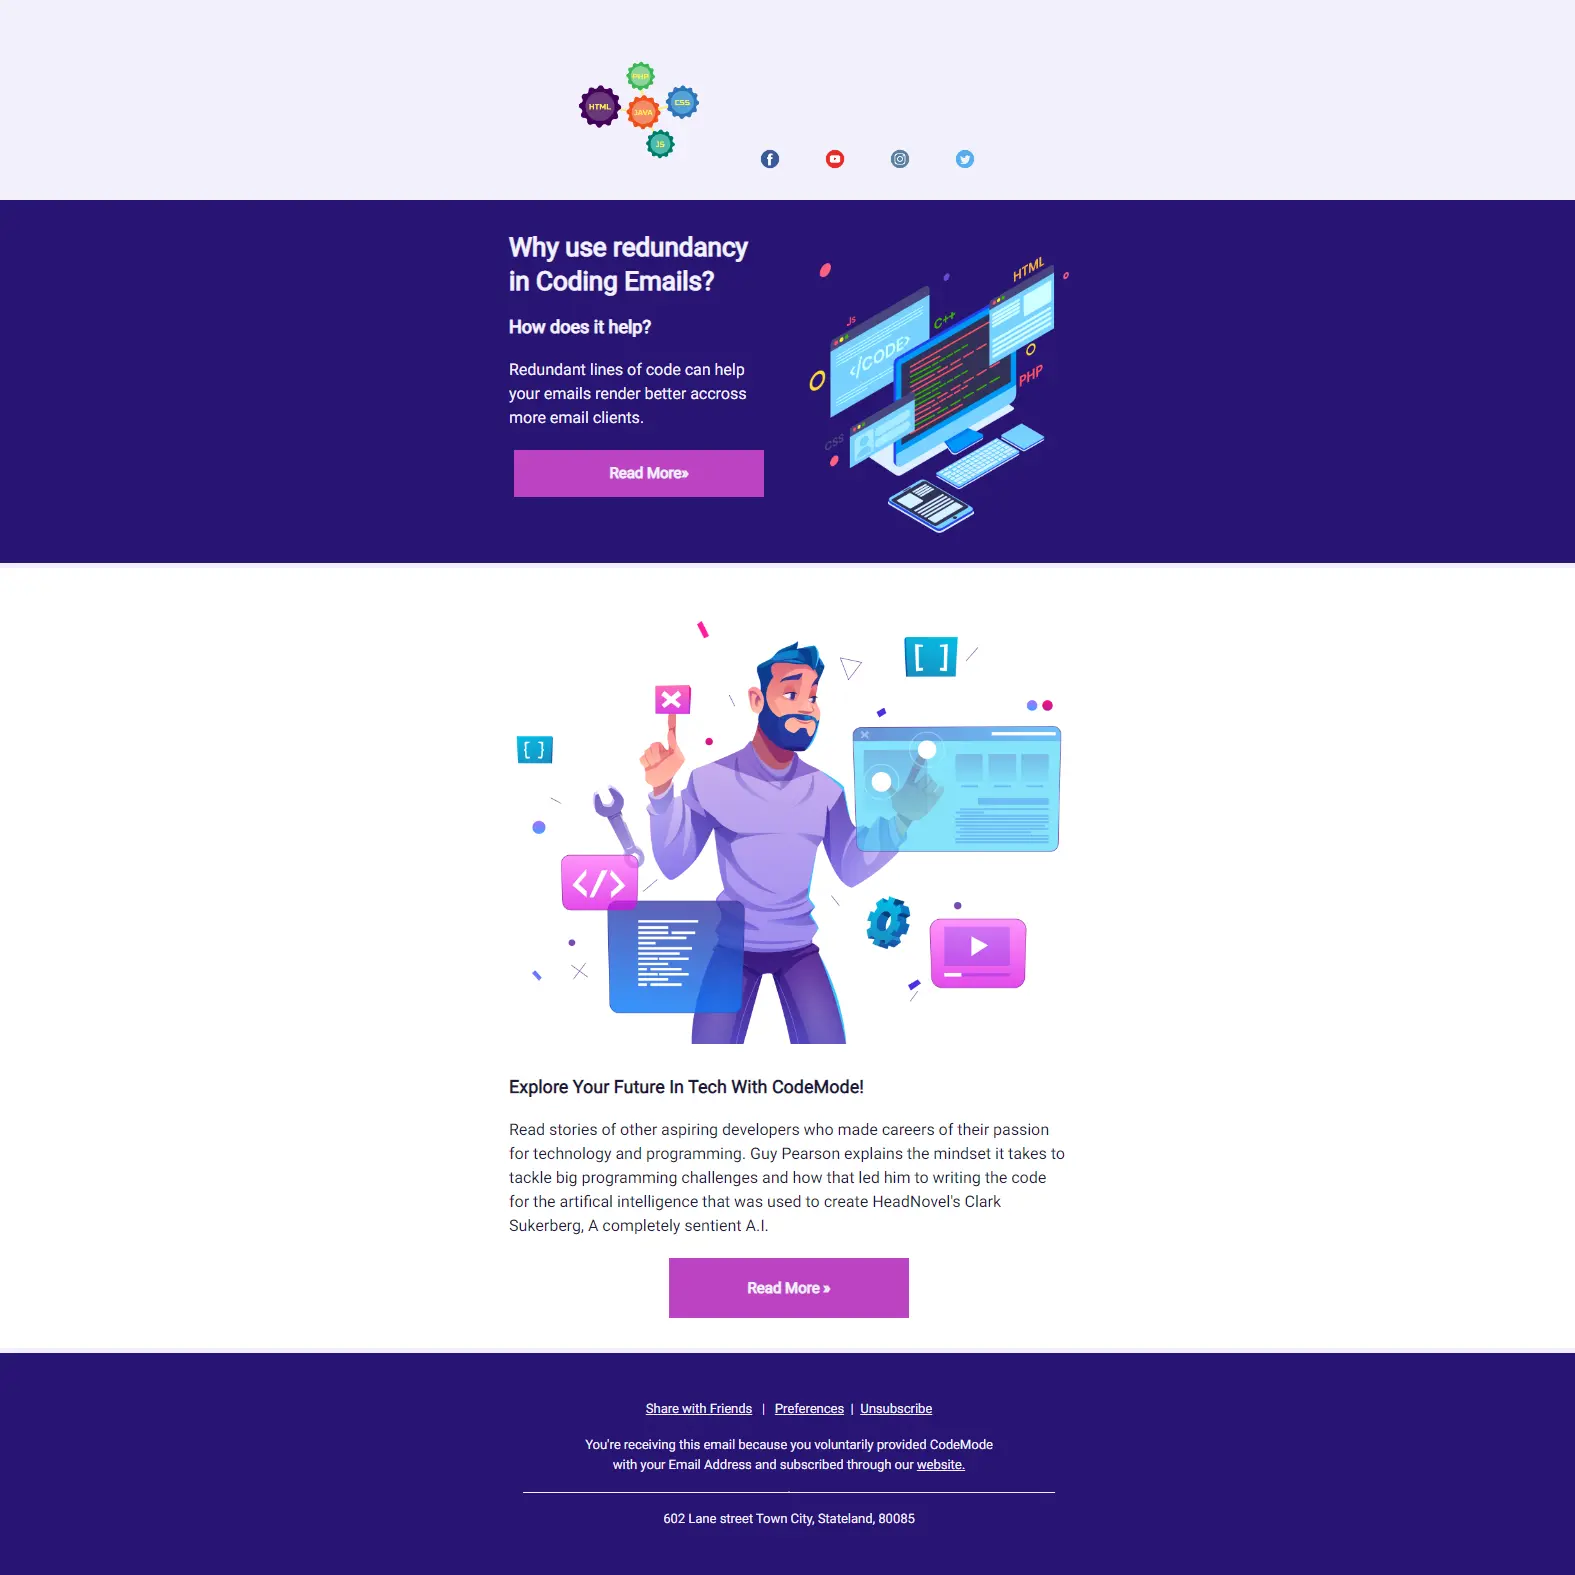 PHP
HTML
CSS
JAVA
JS
Why use redundancy
in Coding Emails?
How does it help?
Redundant lines of code can help
your emails render better accross
more email clients.
Read More»
HTML
Js
C++
</CODE>
PHP
CSS
[ ]
{ }
</>
Explore Your Future In Tech With CodeMode!
Read stories of other aspiring developers who made careers of their passion
for technology and programming. Guy Pearson explains the mindset it takes to
tackle big programming challenges and how that led him to writing the code
for the artifical intelligence that was used to create HeadNovel's Clark
Sukerberg, A completely sentient A.I.
Read More »
Share with Friends | Preferences | Unsubscribe
You're receiving this email because you voluntarily provided CodeMode
with your Email Address and subscribed through our website.
602 Lane street Town City, Stateland, 80085